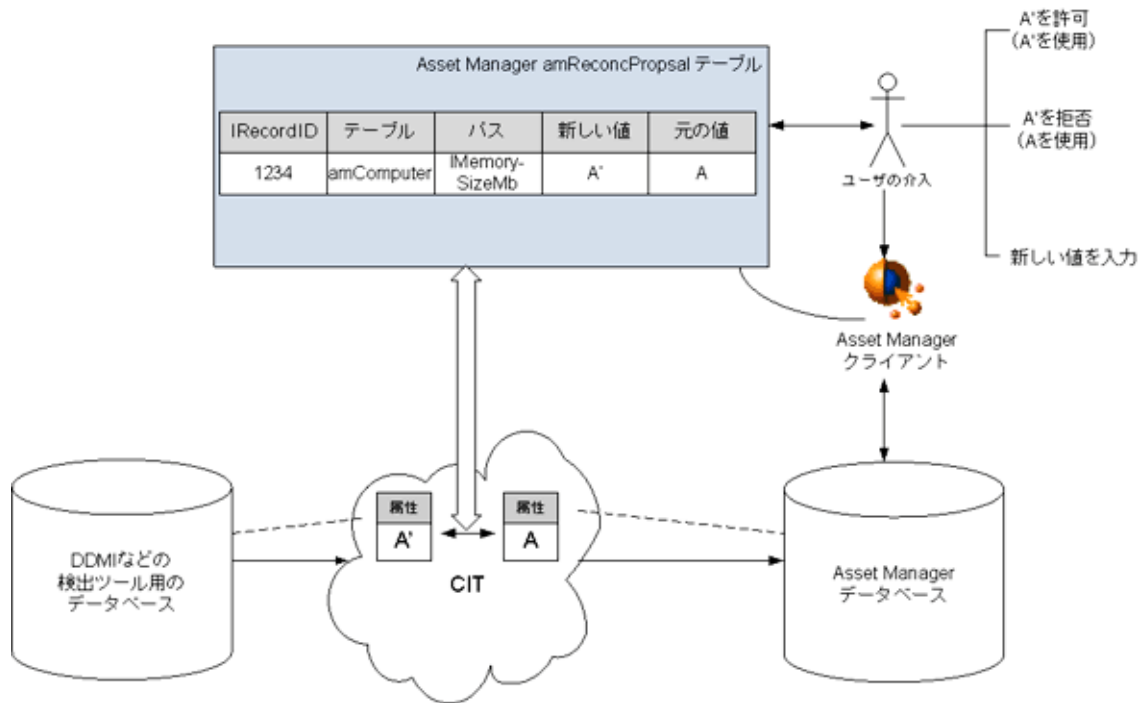 Asset Manager amReconcPropsal テーブル
IRecordID テーブル パス 新しい値 元の値
1234 amComputer IMemory-SizeMb A' A
A'を許可
(A'を使用)
A'を拒否
(Aを使用)
ユーザの介入
新しい値を入力
Asset Manager
クライアント
DDMIなどの
検出ツール用の
データベース
属性
A'
属性
A
CIT
Asset Manager
データベース